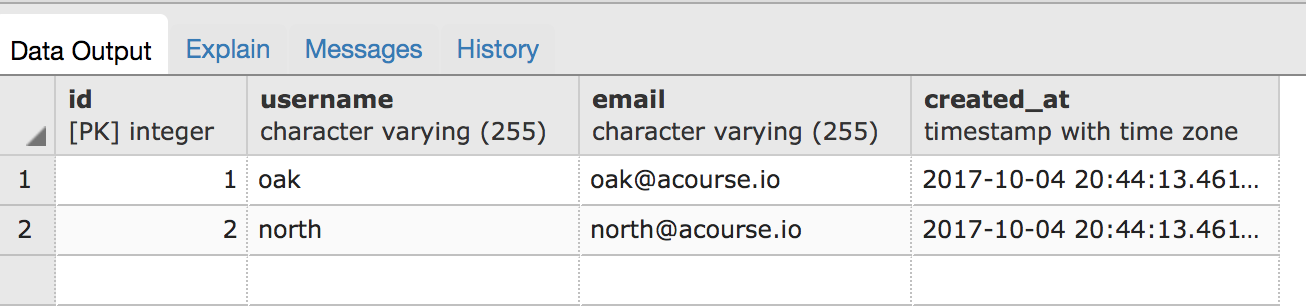 Data Output Explain Messages History
id username email created_at
[PK] integer character varying (255) character varying (255) timestamp with time zone
1 1 oak oak@acourse.io 2017-10-04 20:44:13.461...
2 2 north north@acourse.io 2017-10-04 20:44:13.461...